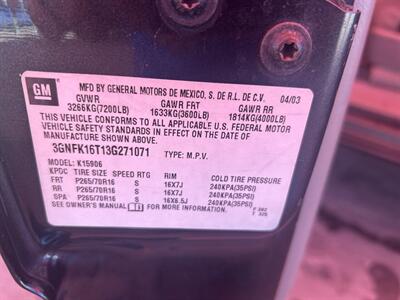 GM
MFD BY GENERAL MOTORS DE MEXICO, S. DE R.L. DE C.V. 04/03
GVWR GAWR FRT GAWR RR
3266KG(7200LB) 1633KG(3600LB) 1814KG(4000LB)
THIS VEHICLE CONFORMS TO ALL APPLICABLE U.S. FEDERAL MOTOR
VEHICLE SAFETY STANDARDS IN EFFECT ON THE DATE OF
MANUFACTURE SHOWN ABOVE.
3GNFK16T13G271071 TYPE: M.P.V.
MODEL: K15906
KPDC TIRE SIZE SPEED RTG RIM COLD TIRE PRESSURE
FRT P265/70R16 S 16X7J 240KPA(35PSI)
RR P265/70R16 S 16X7J 240KPA(35PSI)
SPA P265/70R16 S 16X6.5J 240KPA(35PSI)
SEE OWNER'S MANUAL FOR MORE INFORMATION.